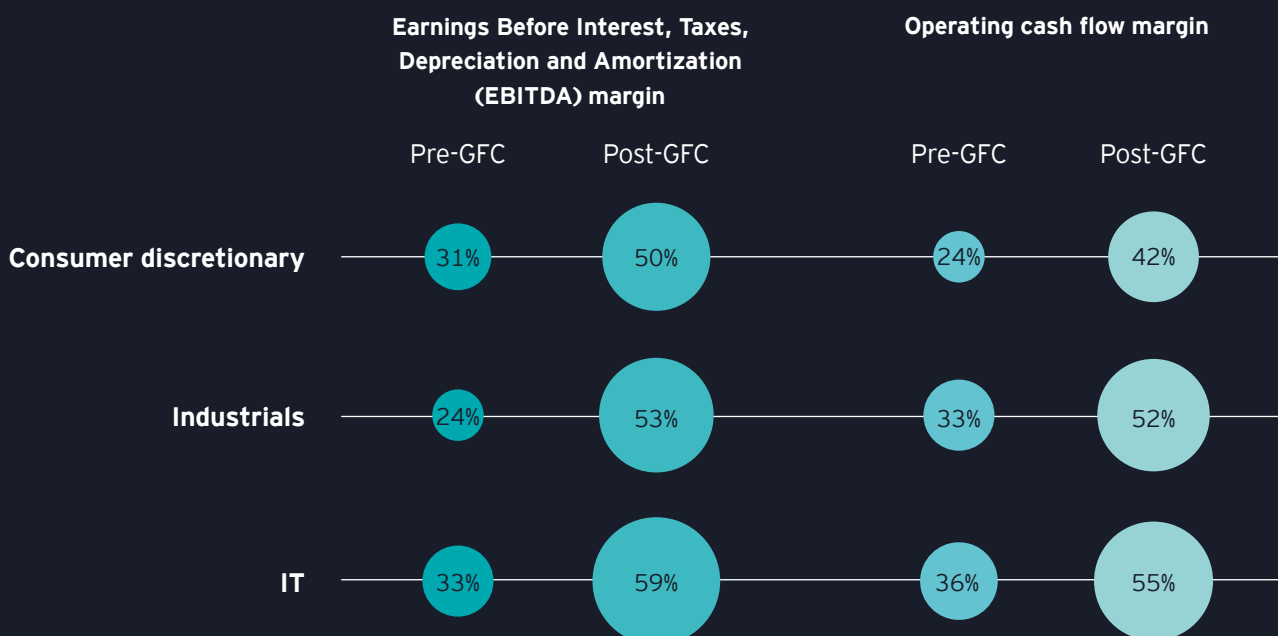 Earnings Before Interest, Taxes,
Depreciation and Amortization
(EBITDA) margin
Operating cash flow margin
Pre-GFC Post-GFC Pre-GFC Post-GFC
Consumer discretionary 31% 50% 24% 42%
Industrials 24% 53% 33% 52%
IT 33% 59% 36% 55%